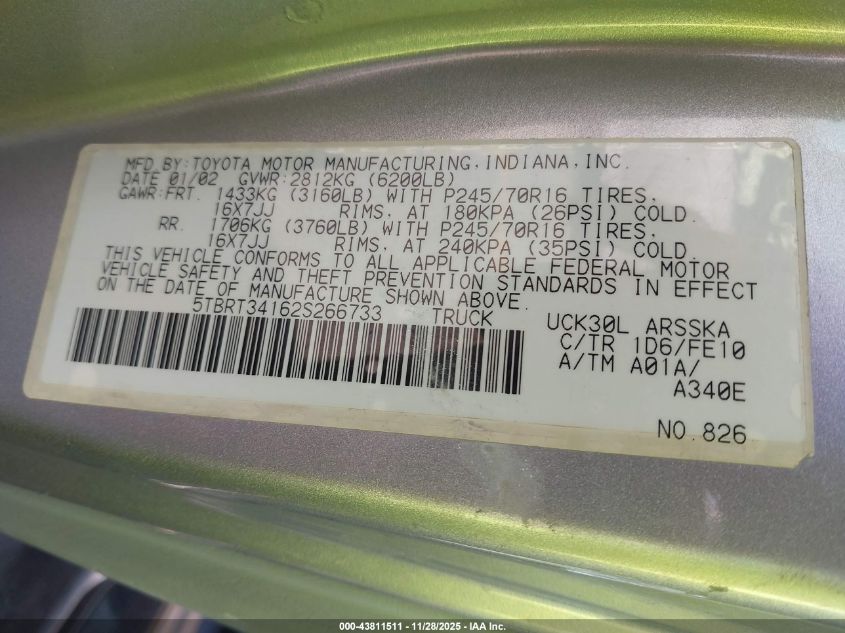 MFD.BY:TOYOTA MOTOR MANUFACTURING,INDIANA,INC.
DATE 01/02 GVWR:2812KG (6200LB)
GAWR:FRT. 1433KG (3160LB) WITH P245/70R16 TIRES,
16X7JJ RIMS, AT 180KPA (26PSI) COLD.
RR. 1706KG (3760LB) WITH P245/70R16 TIRES,
16X7JJ RIMS, AT 240KPA (35PSI) COLD.
THIS VEHICLE CONFORMS TO ALL APPLICABLE FEDERAL MOTOR
VEHICLE SAFETY AND THEFT PREVENTION STANDARDS IN EFFECT
ON THE DATE OF MANUFACTURE SHOWN ABOVE.
5TBRT34162S266733 TRUCK
UCK30L ARSSKA
C/TR 1D6/FE10
A/TM A01A/
A340E
NO.826
000-43811511 - 11/28/2025 - IAA Inc.